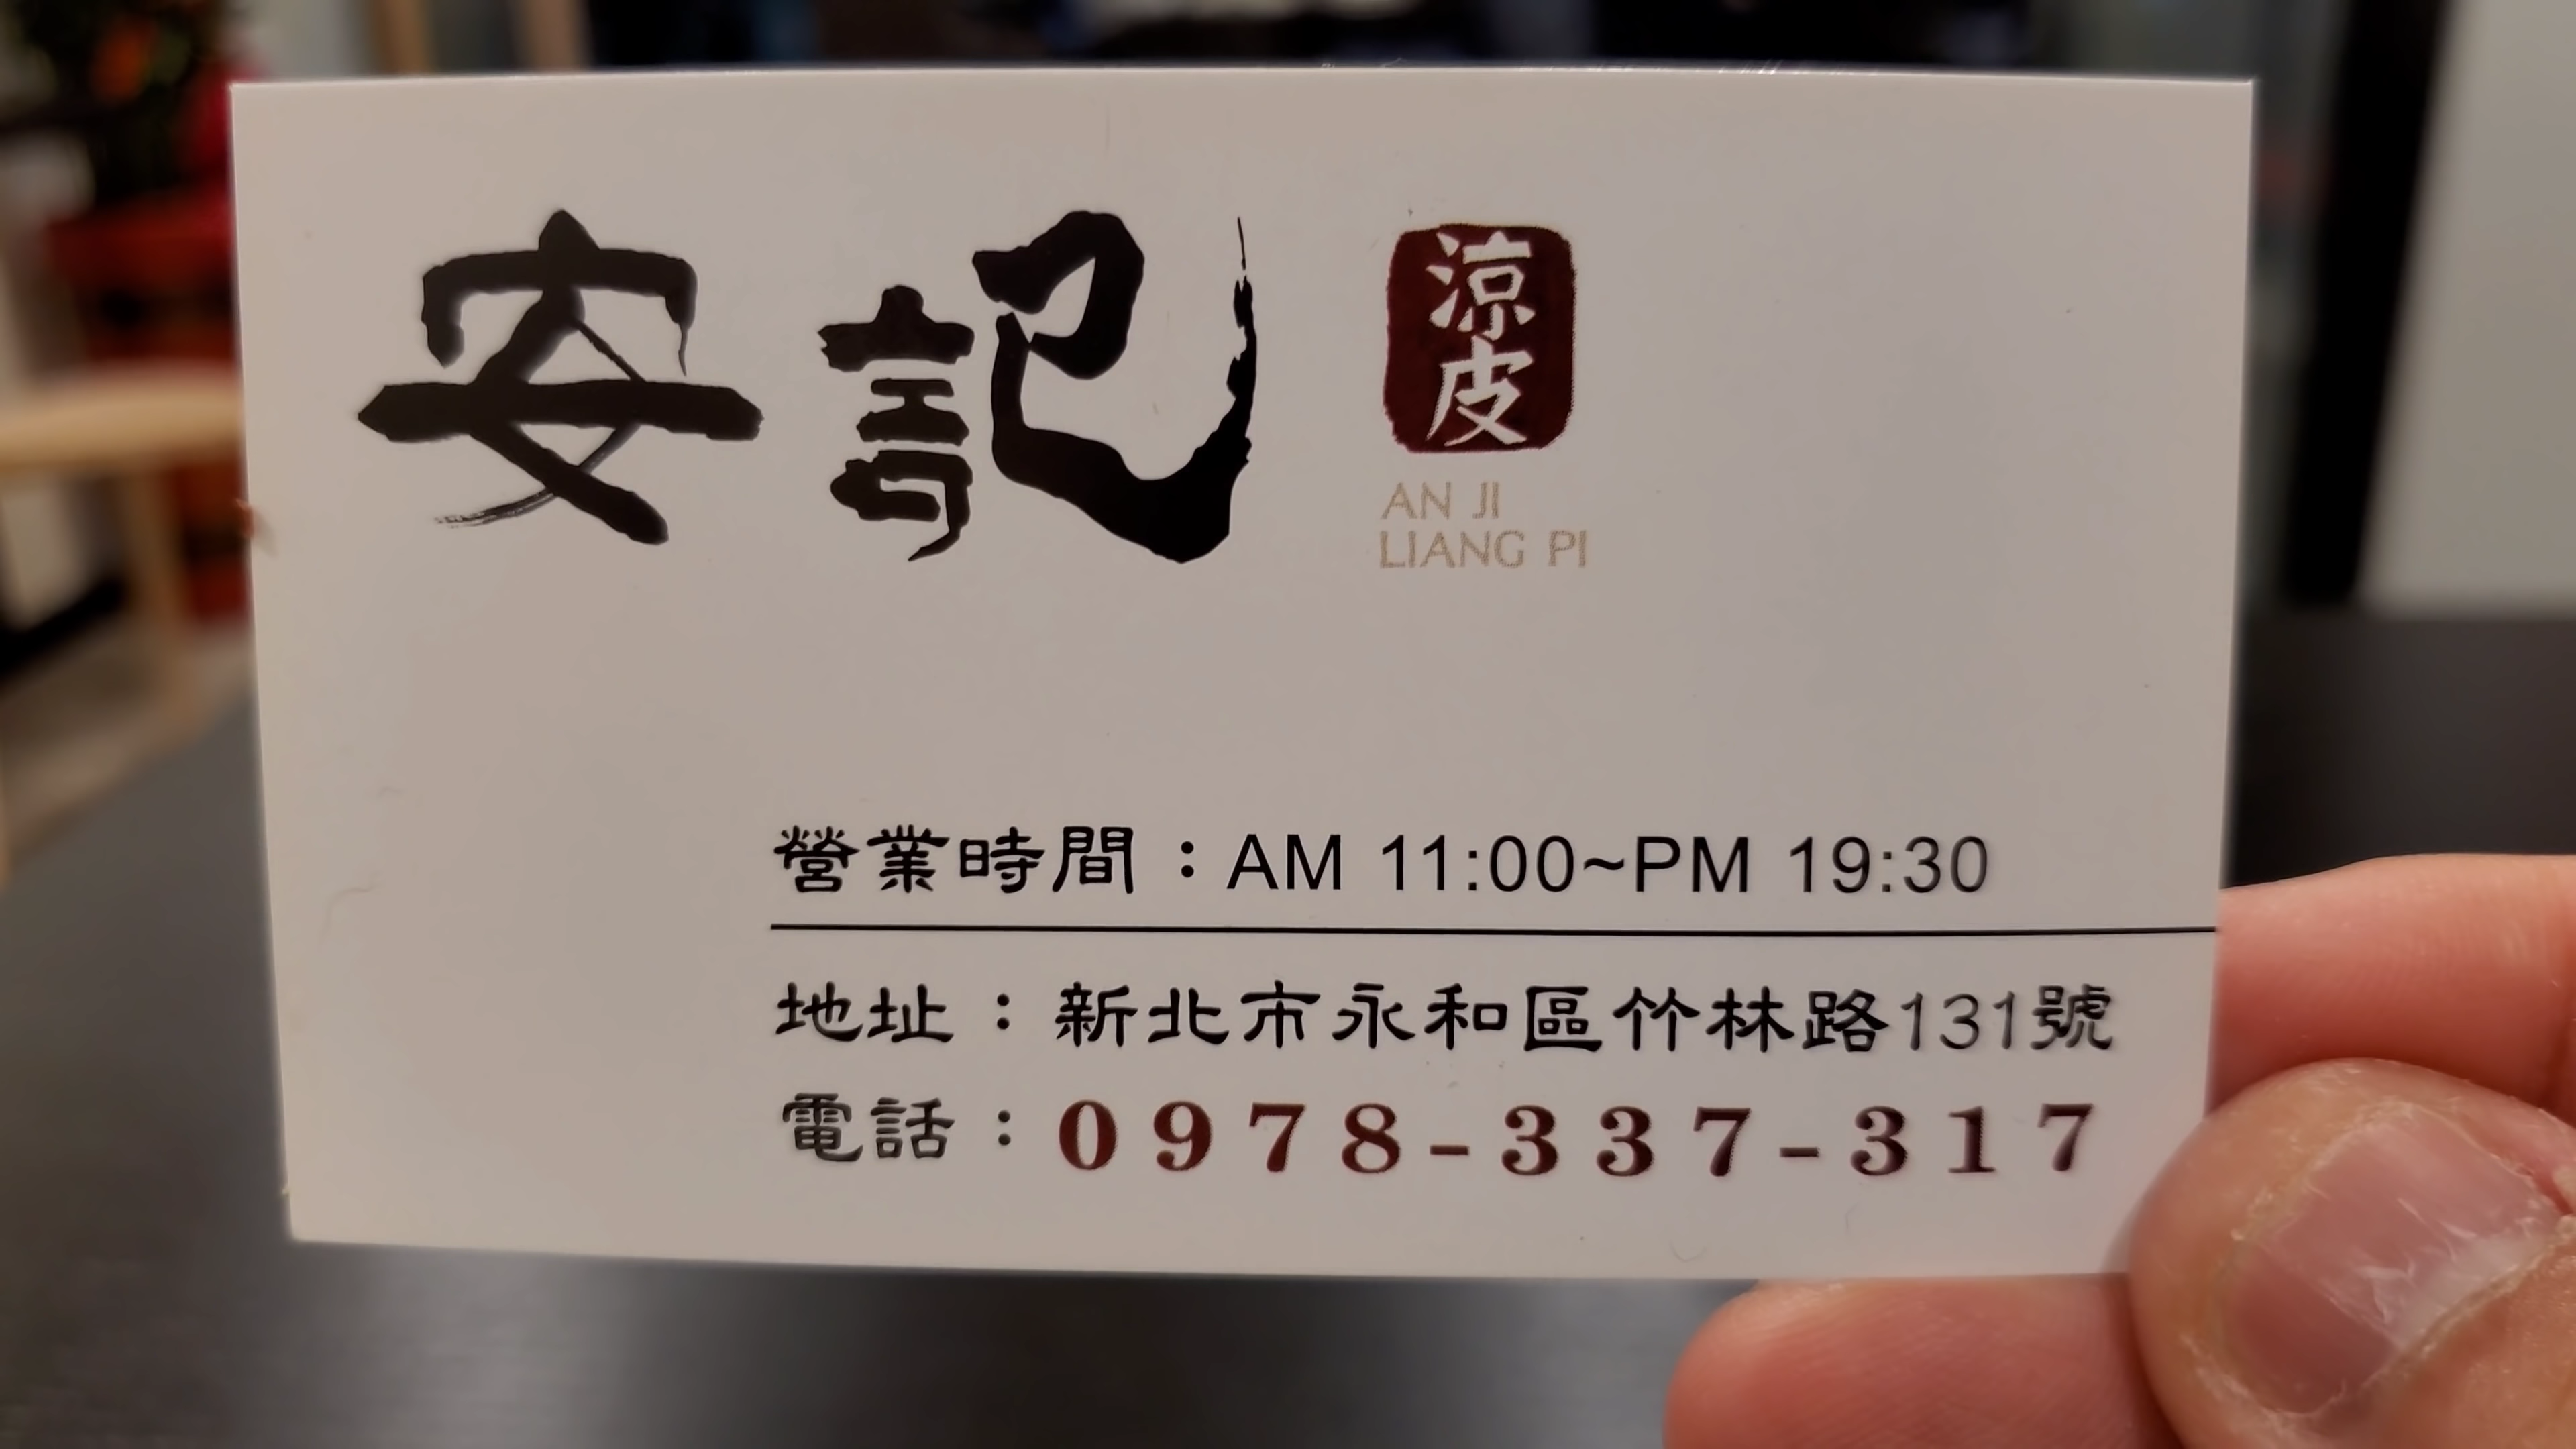 安記
涼皮
AN JI
LIANG PI
營業時間：AM 11:00~PM 19:30
地址：新北市永和區竹林路131號
電話：0978-337-317